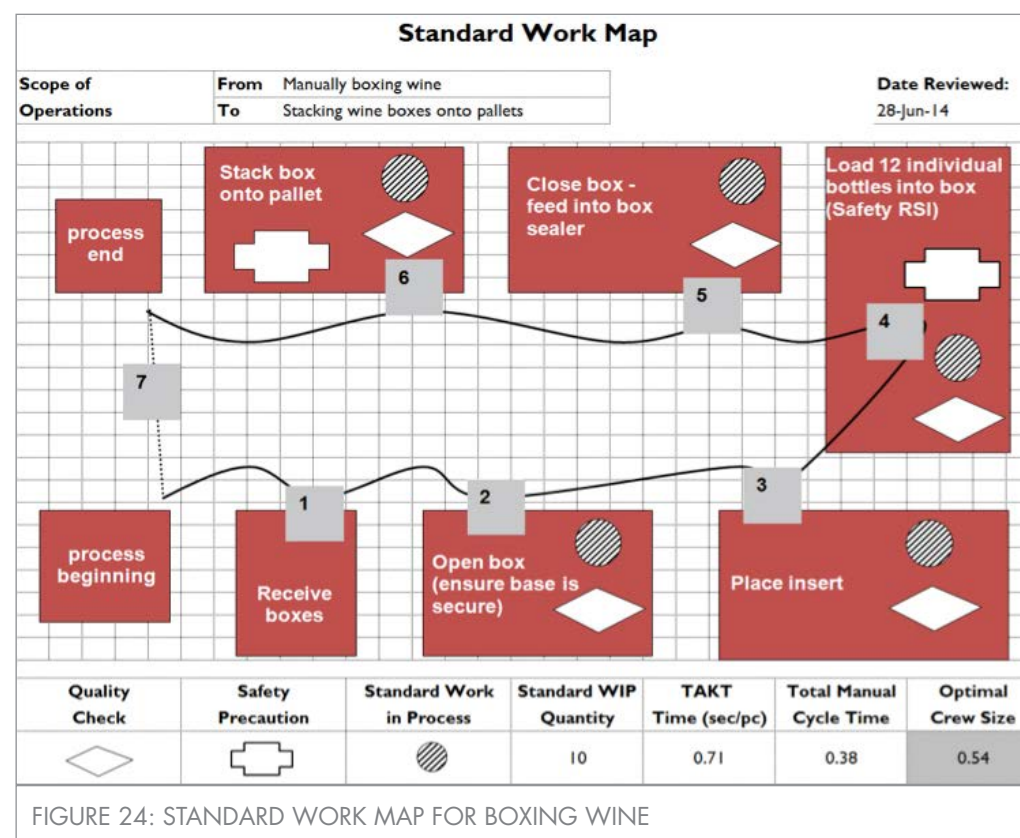 Standard Work Map
Scope of
Operations
From Manually boxing wine
To Stacking wine boxes onto pallets
Date Reviewed:
28-Jun-14
process
end
Stack box
onto pallet
6
Close box -
feed into box
sealer
5
Load 12 individual
bottles into box
(Safety RSI)
4
7
process
beginning
1
Receive
boxes
2
Open box
(ensure base is
secure)
3
Place insert
Quality
Check
Safety
Precaution
Standard Work
in Process
Standard WIP
Quantity
TAKT
Time (sec/pc)
Total Manual
Cycle Time
Optimal
Crew Size
10 0.71 0.38 0.54
FIGURE 24: STANDARD WORK MAP FOR BOXING WINE